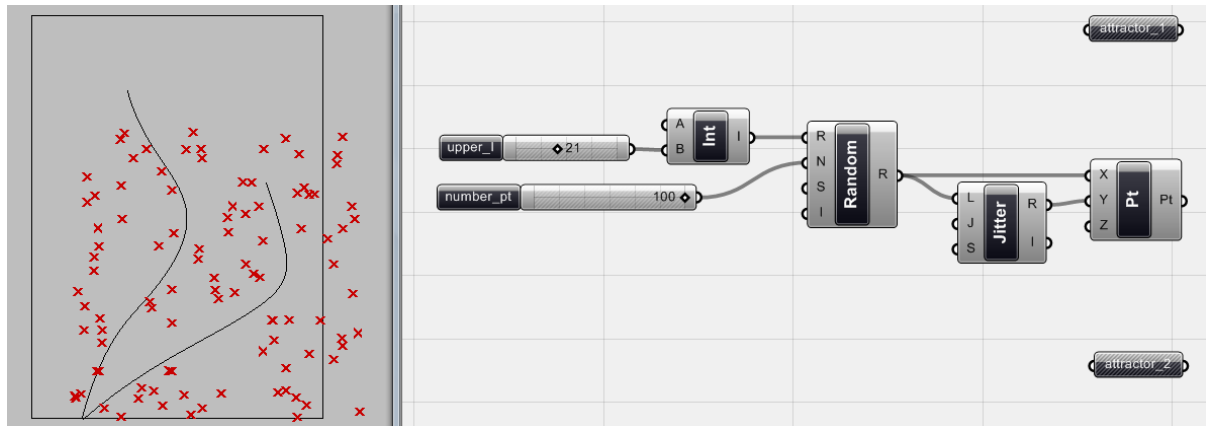 attractor_1
upper_l
21
A
B
Int
I
number_pt
100
R
N
S
I
Random
R
L
J
S
Jitter
R
I
X
Y
Z
Pt
Pt
attractor_2